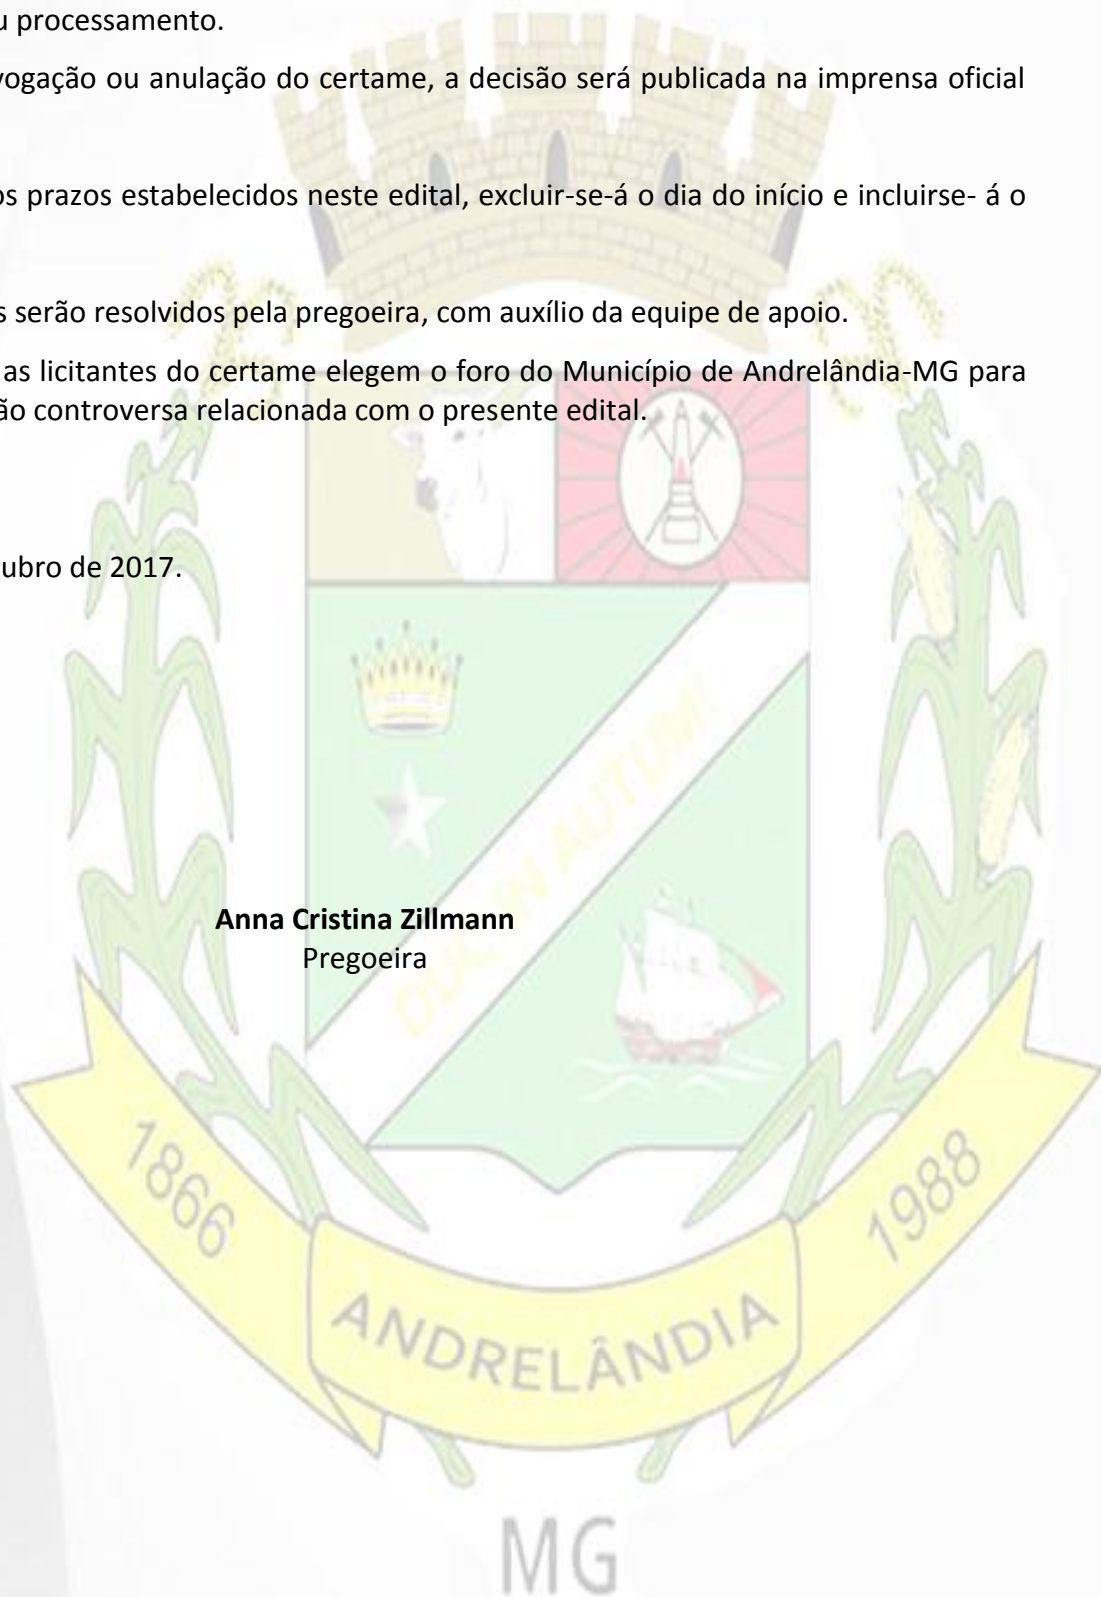 u processamento.
vogação ou anulação do certame, a decisão será publicada na imprensa oficial
os prazos estabelecidos neste edital, excluir-se-á o dia do início e incluirse- á o
s serão resolvidos pela pregoeira, com auxílio da equipe de apoio.
as licitantes do certame elegem o foro do Município de Andrelândia-MG para
ão controversa relacionada com o presente edital.
ubro de 2017.
Anna Cristina Zillmann
Pregoeira
1866
ANDRELÂNDIA
1988
MG